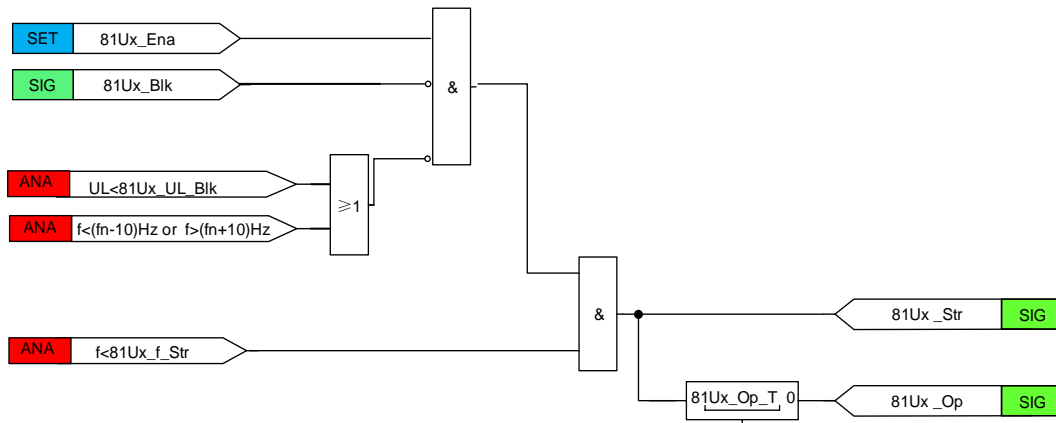 SET 81Ux_Ena
SIG 81Ux_Blk
&
ANA UL<81Ux_UL_Blk
≥1
ANA f<(fn-10)Hz or f>(fn+10)Hz
&
81Ux _Str SIG
ANA f<81Ux_f_Str
81Ux_Op_T 0
81Ux _Op SIG